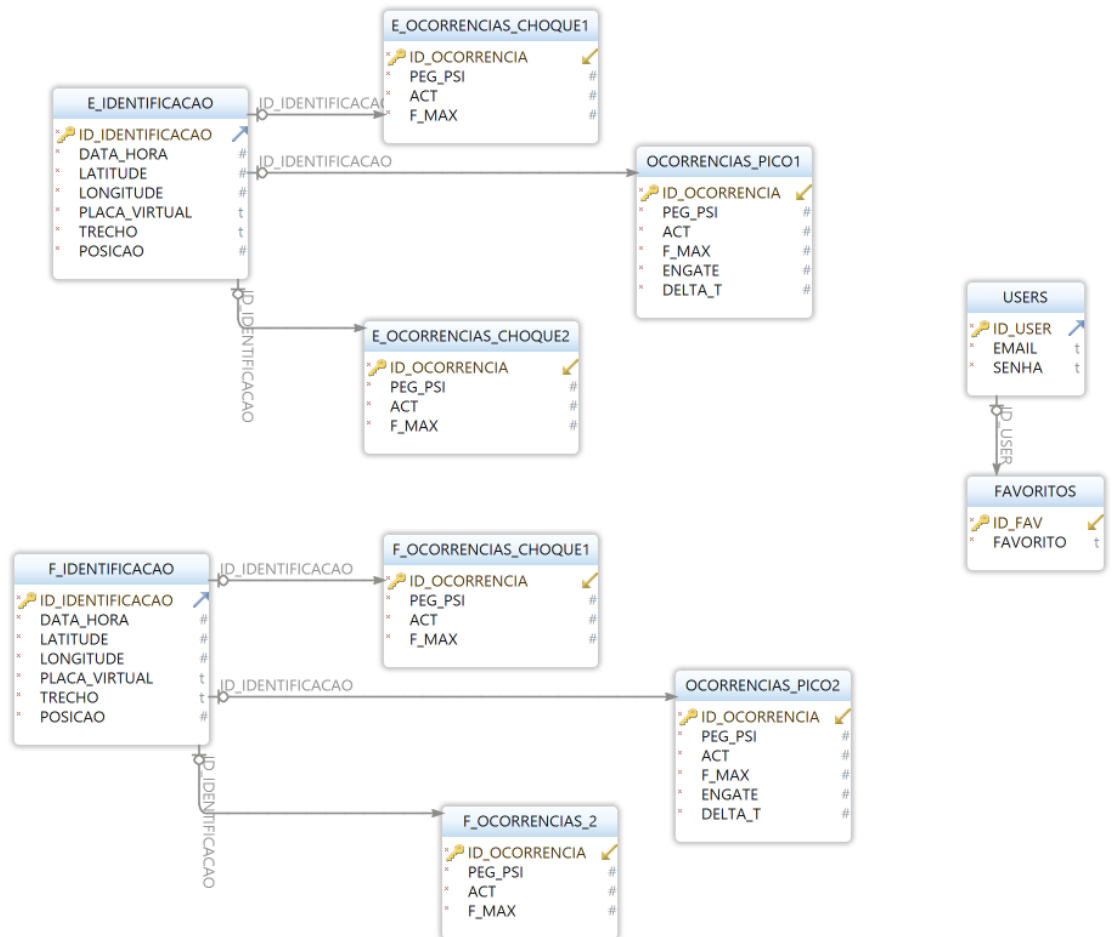 E_OCORRENCIAS_CHOQUE1
ID_OCORRENCIA
PEG_PSI #
ACT #
F_MAX #
E_IDENTIFICACAO
ID_IDENTIFICACAO
DATA_HORA #
LATITUDE #
LONGITUDE #
PLACA_VIRTUAL t
TRECHO t
POSICAO #
ID_IDENTIFICACAO
ID_IDENTIFICACAO
ID_IDENTIFICACAO
OCORRENCIAS_PICO1
ID_OCORRENCIA
PEG_PSI #
ACT #
F_MAX #
ENGATE #
DELTA_T #
E_OCORRENCIAS_CHOQUE2
ID_OCORRENCIA
PEG_PSI #
ACT #
F_MAX #
USERS
ID_USER
EMAIL t
SENHA t
ID_USER
FAVORITOS
ID_FAV
FAVORITO t
F_OCORRENCIAS_CHOQUE1
ID_OCORRENCIA
PEG_PSI #
ACT #
F_MAX #
F_IDENTIFICACAO
ID_IDENTIFICACAO
DATA_HORA #
LATITUDE #
LONGITUDE #
PLACA_VIRTUAL t
TRECHO t
POSICAO #
ID_IDENTIFICACAO
ID_IDENTIFICACAO
ID_IDENTIFICACAO
OCORRENCIAS_PICO2
ID_OCORRENCIA
PEG_PSI #
ACT #
F_MAX #
ENGATE #
DELTA_T #
F_OCORRENCIAS_2
ID_OCORRENCIA
PEG_PSI #
ACT #
F_MAX #